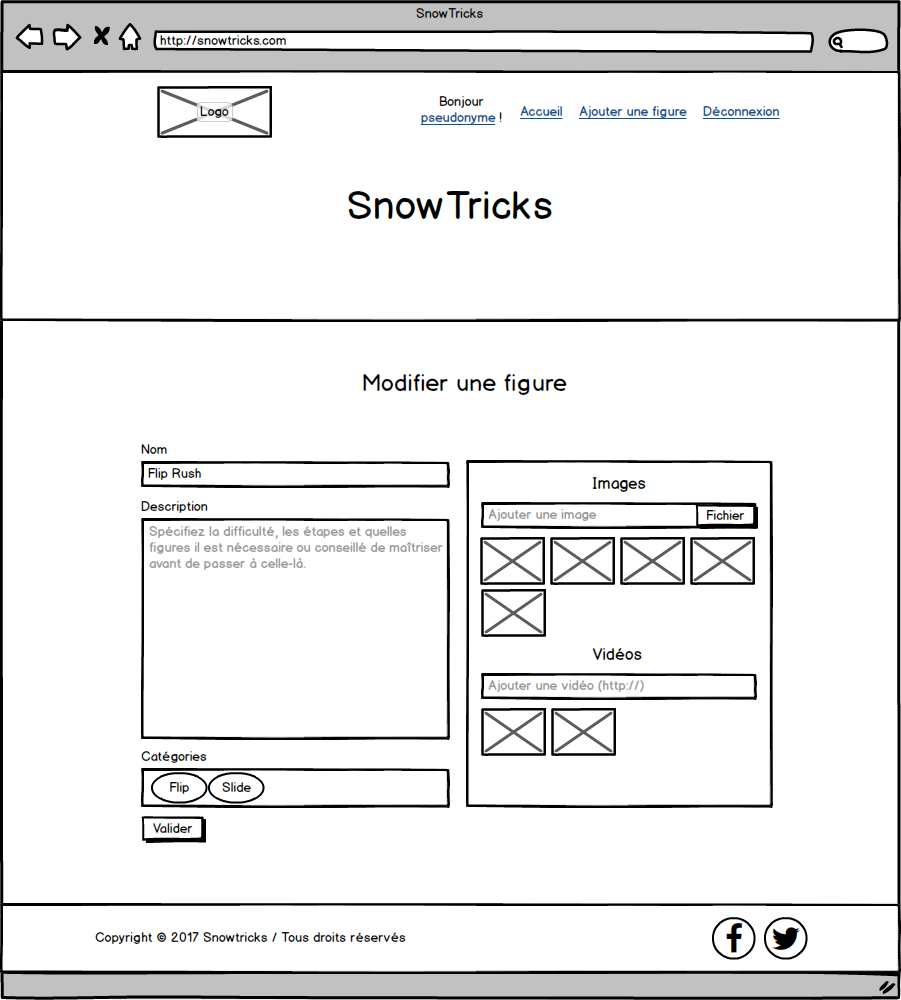 SnowTricks
http://snowtricks.com
Logo
Bonjour
pseudonyme !
Accueil
Ajouter une figure
Déconnexion
SnowTricks
Modifier une figure
Nom
Flip Rush
Description
Spécifiez la difficulté, les étapes et quelles
figures il est nécessaire ou conseillé de maîtriser
avant de passer à celle-là.
Catégories
Flip
Slide
Valider
Images
Ajouter une image
Fichier
Vidéos
Ajouter une vidéo (http://)
Copyright © 2017 Snowtricks / Tous droits réservés